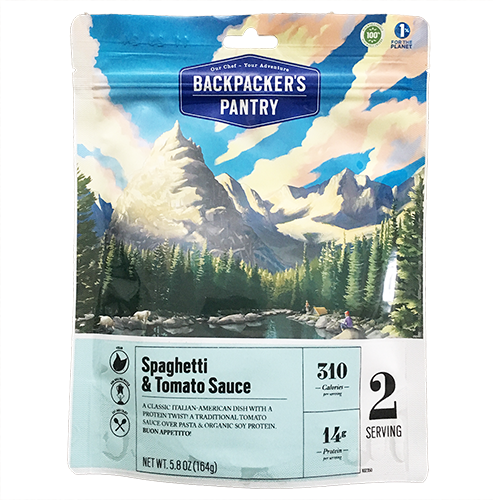 100%
1%
FOR THE
PLANET
Our Chef – Your Adventure
BACKPACKER'S
PANTRY
Spaghetti
& Tomato Sauce
A CLASSIC ITALIAN-AMERICAN DISH WITH A
PROTEIN TWIST! A TRADITIONAL TOMATO
SAUCE OVER PASTA & ORGANIC SOY PROTEIN.
BUON APPETITO!
NET WT. 5.8 OZ (164g)
310
Calories
per serving
14g
Protein
per serving
2
SERVING